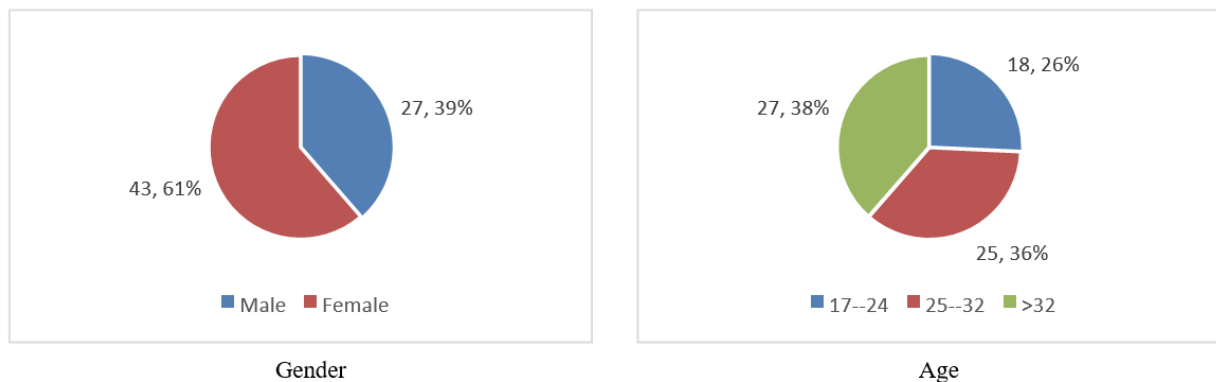 27, 39%
43, 61%
Male Female
Gender
18, 26%
27, 38%
25, 36%
17--24 25--32 >32
Age